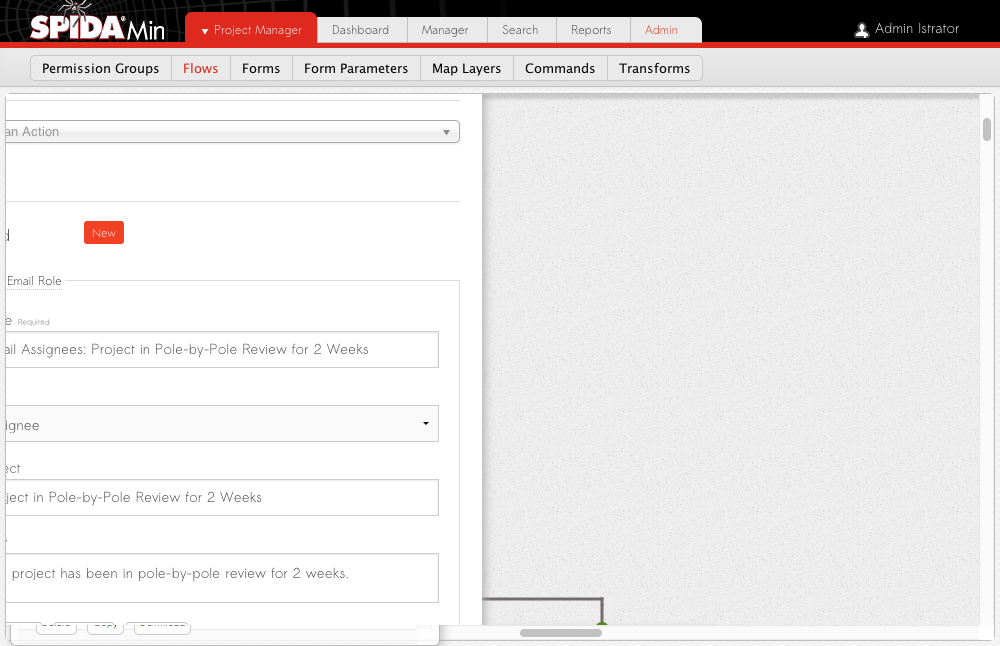 SPIDA® Min
▼ Project Manager
Dashboard
Manager
Search
Reports
Admin
Admin Istrator
Permission Groups
Flows
Forms
Form Parameters
Map Layers
Commands
Transforms
an Action
d
New
Email Role
e Required
ail Assignees: Project in Pole-by-Pole Review for 2 Weeks
ignee
ect
ject in Pole-by-Pole Review for 2 Weeks
project has been in pole-by-pole review for 2 weeks.
Copy